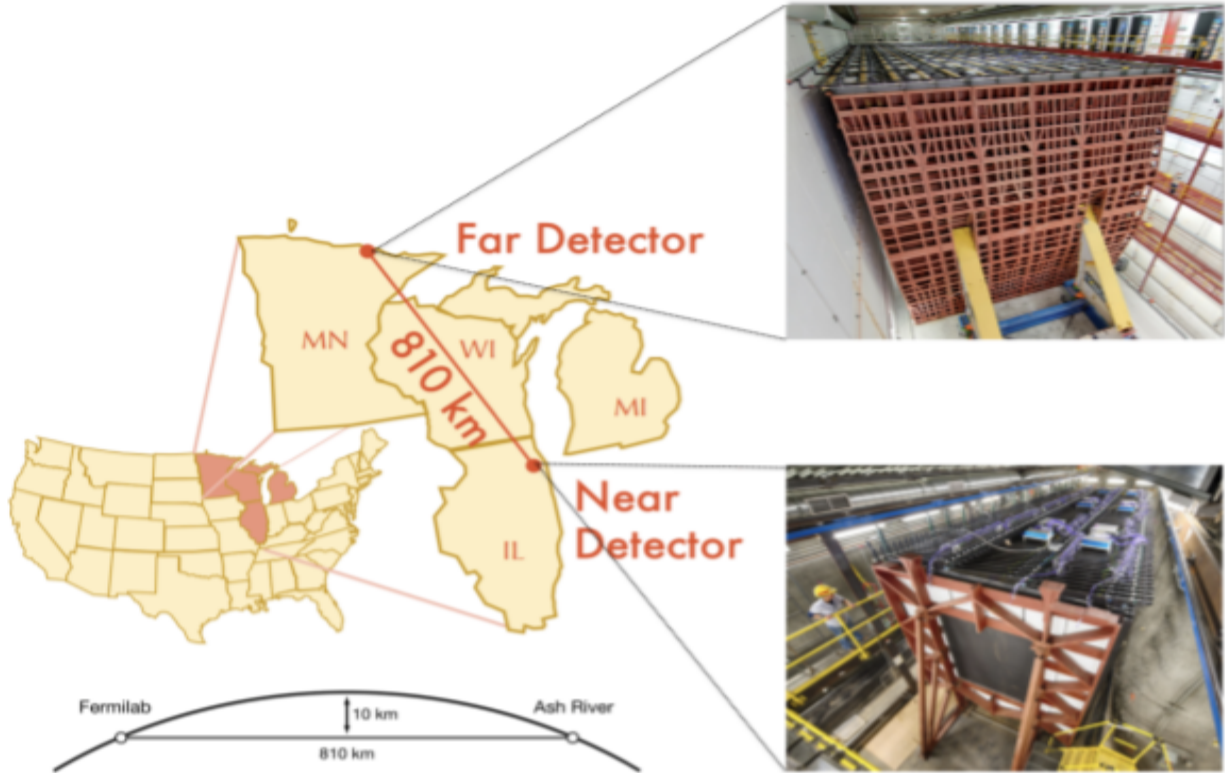 Far Detector
MN
WI
810 km
MI
Near
Detector
IL
Fermilab
10 km
Ash River
810 km